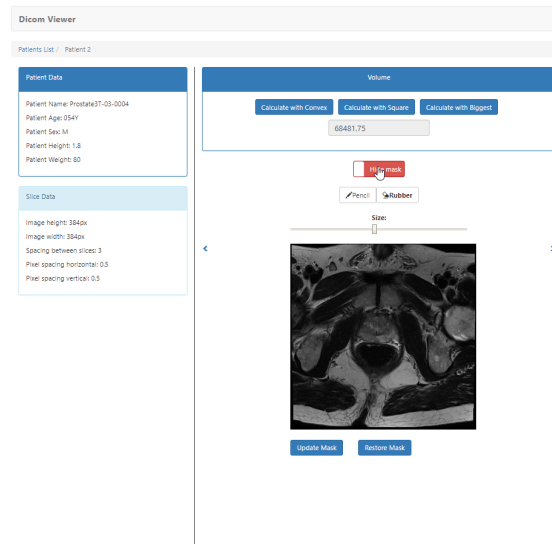 Dicom Viewer
Patients List / Patient 2
Patient Data
Patient Name: Prostate3T-03-0004
Patient Age: 054Y
Patient Sex: M
Patient Height: 1.8
Patient Weight: 80
Slice Data
Image height: 384px
Image width: 384px
Spacing between slices: 3
Pixel spacing horizontal: 0.5
Pixel spacing vertical: 0.5
Volume
Calculate with Convex Calculate with Square Calculate with Biggest
68481.75
Hide mask
Pencil Rubber
Size:
Update Mask Restore Mask